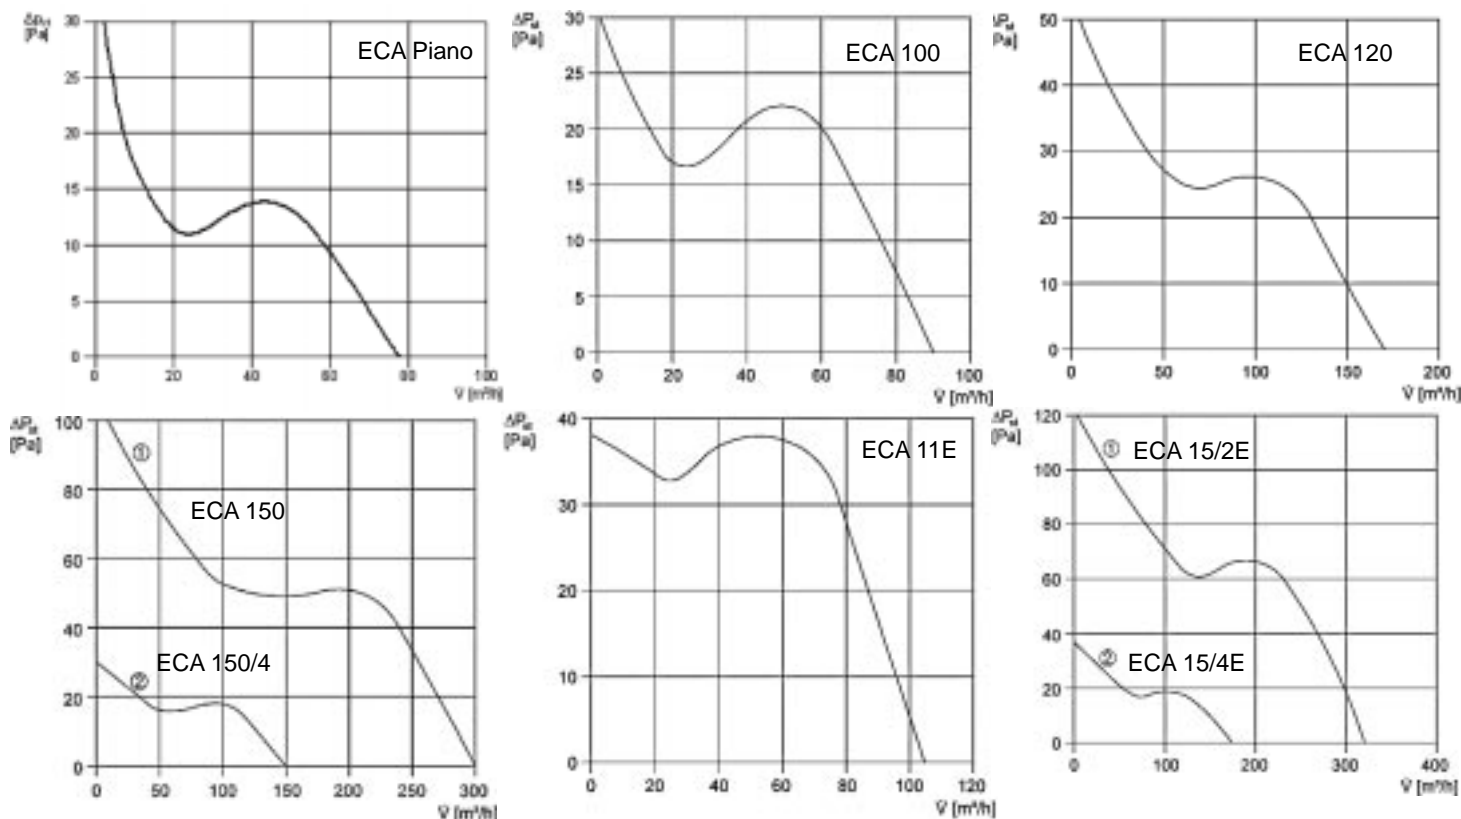 ΔPst
[Pa]
30
25
20
15
10
5
0
ECA Piano
0 20 40 60 80 100
V̇ [m³/h]
ΔPst
[Pa]
30
25
20
15
10
5
0
ECA 100
0 20 40 60 80 100
V̇ [m³/h]
ΔPst
[Pa]
50
40
30
20
10
0
ECA 120
0 50 100 150 200
V̇ [m³/h]
ΔPst
[Pa]
100
80
60
40
20
0
①
ECA 150
②
ECA 150/4
0 50 100 150 200 250 300
V̇ [m³/h]
ΔPst
[Pa]
40
30
20
10
0
ECA 11E
0 20 40 60 80 100 120
V̇ [m³/h]
ΔPst
[Pa]
120
100
80
60
40
20
0
① ECA 15/2E
② ECA 15/4E
0 100 200 300 400
V̇ [m³/h]